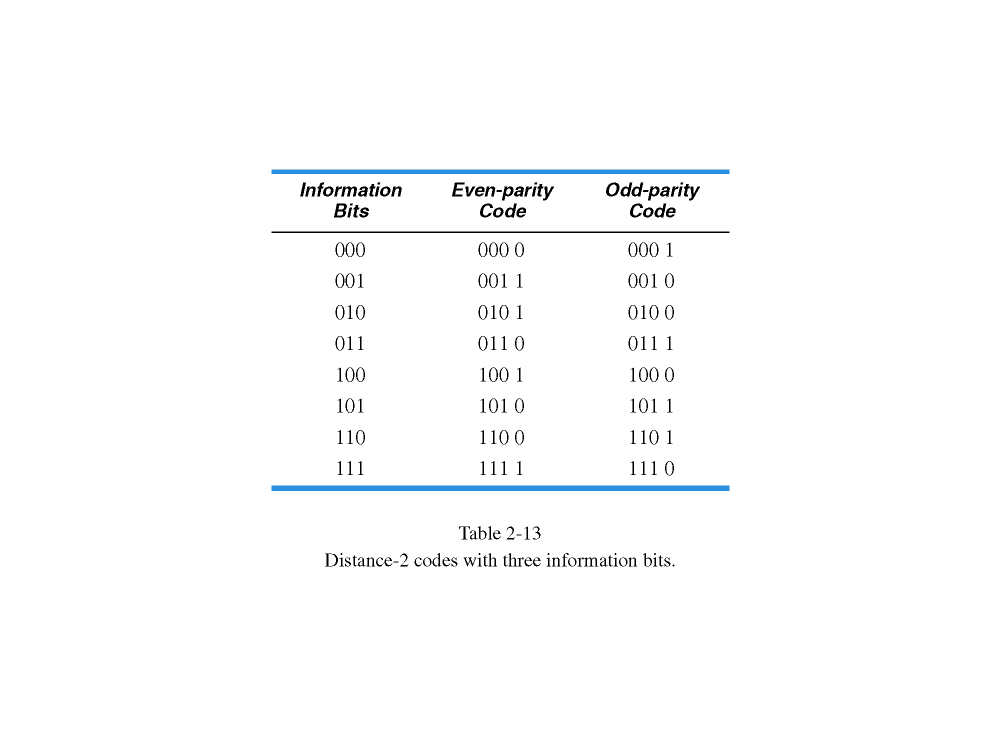 Information Bits Even-parity Code Odd-parity Code
000 000 0 000 1
001 001 1 001 0
010 010 1 010 0
011 011 0 011 1
100 100 1 100 0
101 101 0 101 1
110 110 0 110 1
111 111 1 111 0
Table 2-13
Distance-2 codes with three information bits.